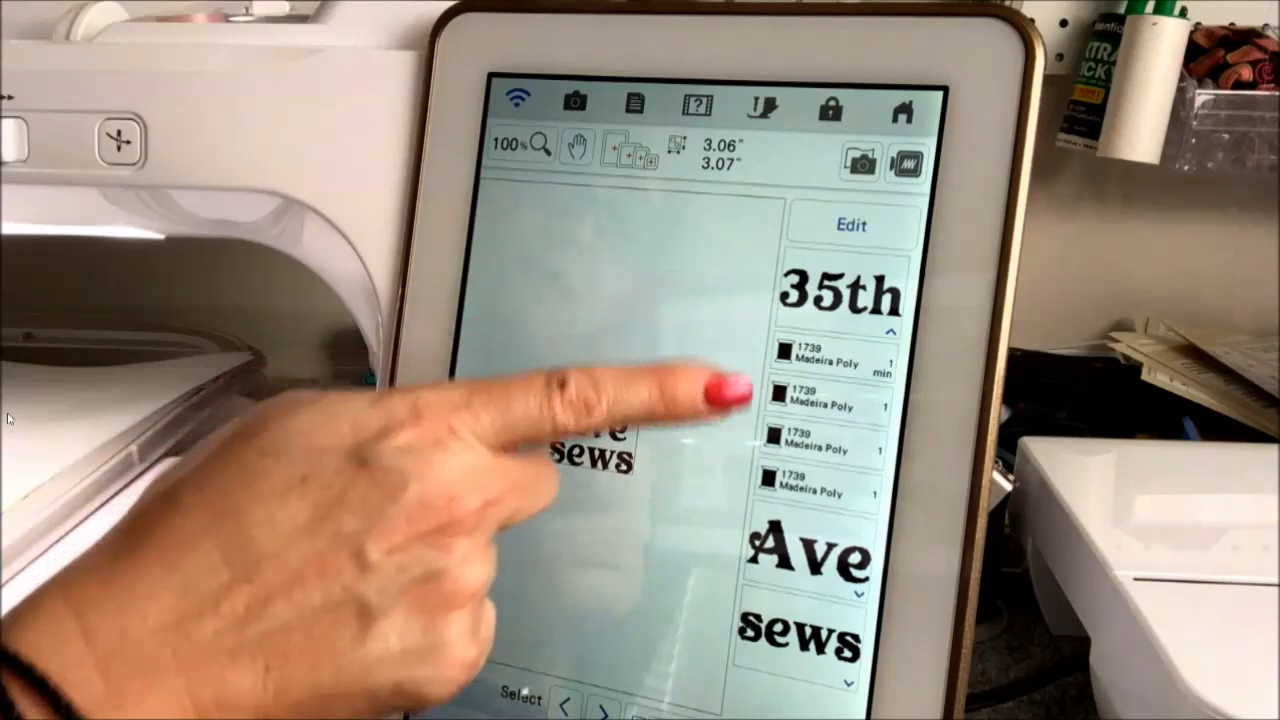 100%
3.06"
3.07"
Edit
35th
1739
Madeira Poly 1
min
1739
Madeira Poly 1
1739
Madeira Poly 1
1739
Madeira Poly 1
sews
Ave
sews
Select < >